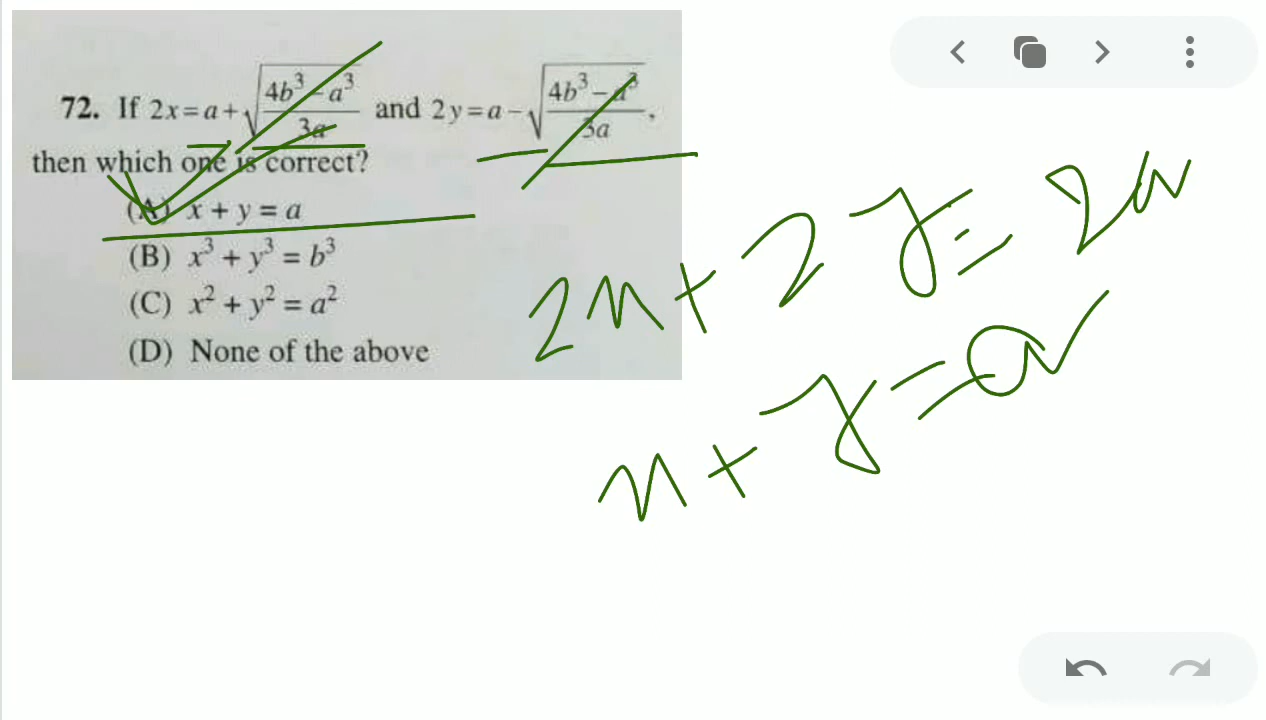 72. If 2x = a + √((4b³ – a³)/(3a)) and 2y = a – √((4b³ – a³)/(3a)),
then which one is correct?
(A) x + y = a
(B) x³ + y³ = b³
(C) x² + y² = a²
(D) None of the above
2x + 2y = 2a
x + y = a